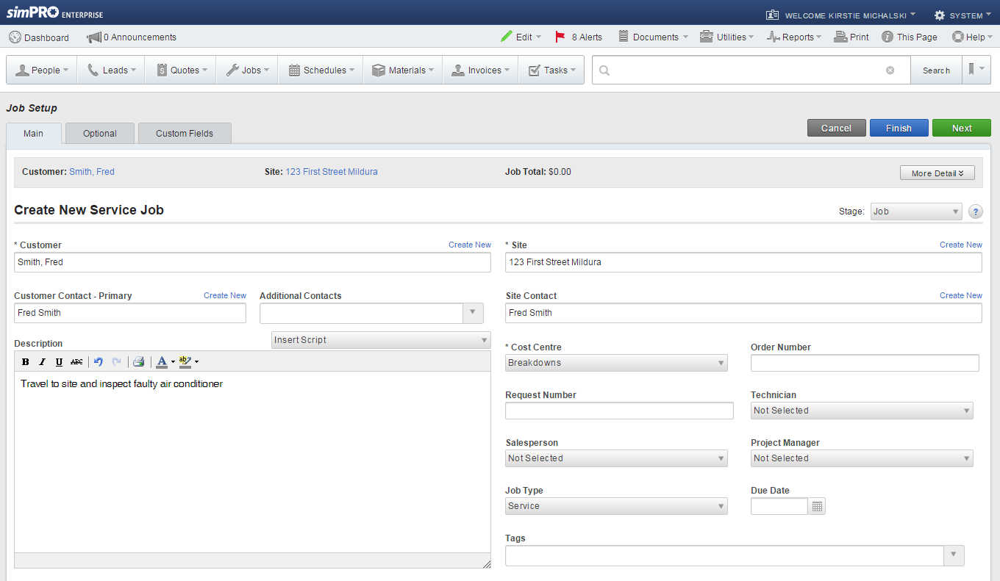 simPRO ENTERPRISE WELCOME KIRSTIE MICHALSKI SYSTEM
Dashboard 0 Announcements Edit 8 Alerts Documents Utilities Reports Print This Page Help
People Leads Quotes Jobs Schedules Materials Invoices Tasks Search
Job Setup
Main Optional Custom Fields Cancel Finish Next
Customer: Smith, Fred Site: 123 First Street Mildura Job Total: $0.00 More Detail
Create New Service Job Stage: Job ?
* Customer Create New * Site Create New
Smith, Fred 123 First Street Mildura
Customer Contact - Primary Create New Additional Contacts Site Contact Create New
Fred Smith Fred Smith
Description Insert Script * Cost Centre Order Number
B I U ABC A ab Breakdowns
Travel to site and inspect faulty air conditioner
Request Number Technician
Not Selected
Salesperson Project Manager
Not Selected Not Selected
Job Type Due Date
Service
Tags